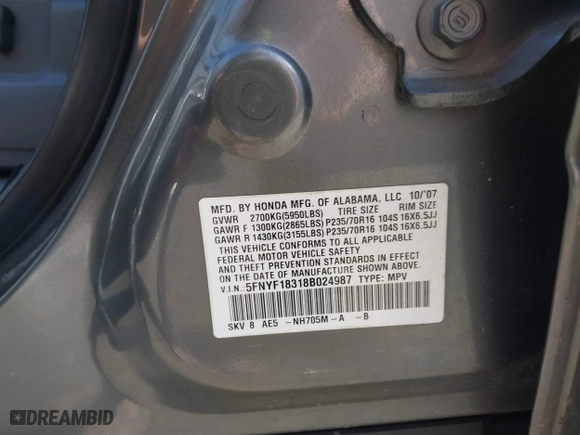 MFD. BY HONDA MFG. OF ALABAMA, LLC 10/'07
GVWR 2700KG(5950LBS) TIRE SIZE RIM SIZE
GAWR F 1300KG(2865LBS) P235/70R16 104S 16X6.5JJ
GAWR R 1430KG(3155LBS) P235/70R16 104S 16X6.5JJ
THIS VEHICLE CONFORMS TO ALL APPLICABLE
FEDERAL MOTOR VEHICLE SAFETY
AND THEFT PREVENTION STANDARDS IN EFFECT
ON THE DATE OF MANUFACTURE SHOWN ABOVE.
V.I.N. 5FNYF18318B024987 TYPE: MPV
SKV 8 AE5 -NH705M-A -B
DREAMBID